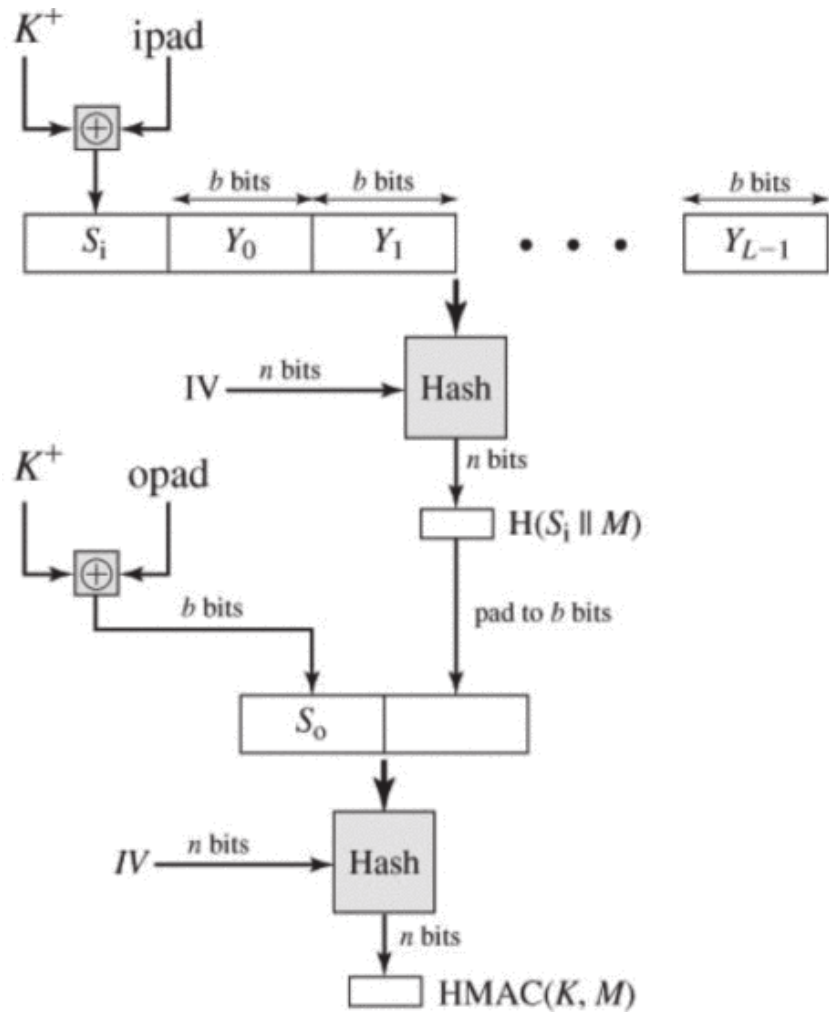 K⁺ ipad
⊕
b bits b bits b bits
Sᵢ Y₀ Y₁ • • • Y_{L−1}
IV n bits Hash
n bits
K⁺ opad
H(Sᵢ || M)
⊕
b bits pad to b bits
Sₒ
IV n bits Hash
n bits
HMAC(K, M)